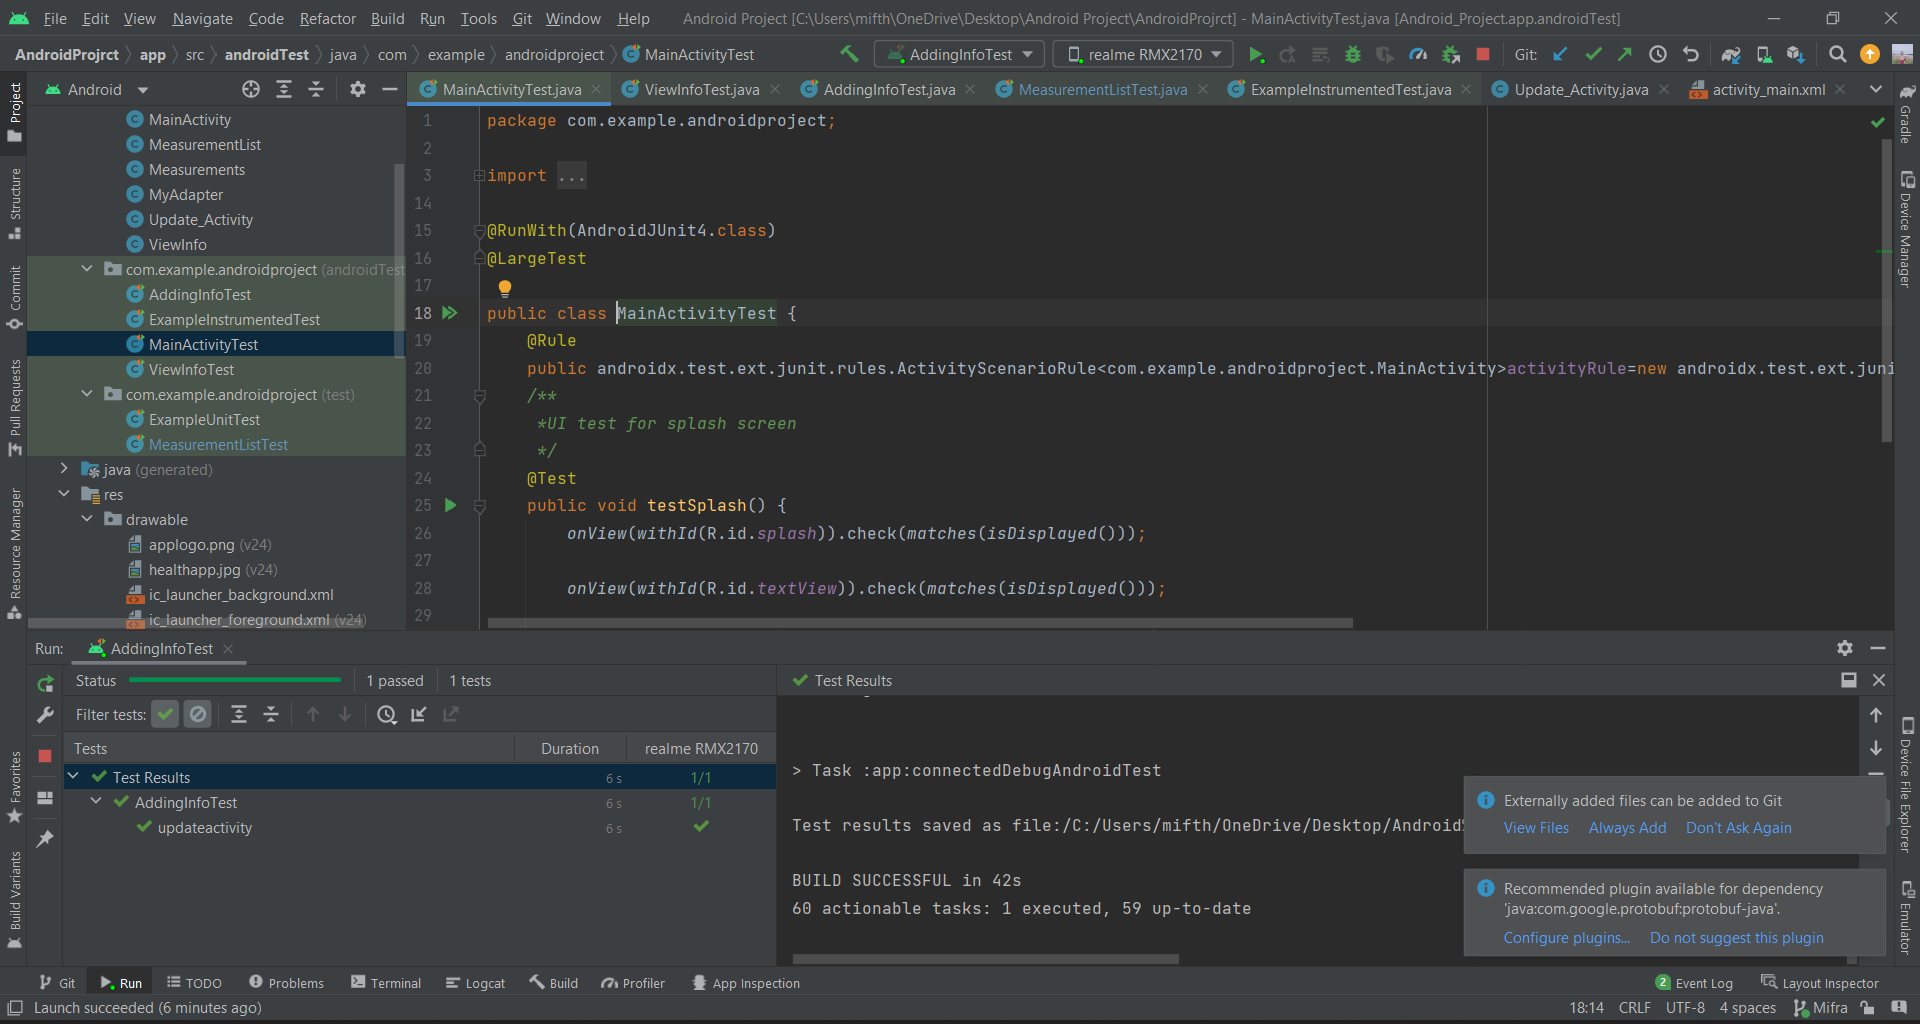 File Edit View Navigate Code Refactor Build Run Tools Git Window Help Android Project [C:\Users\mifth\OneDrive\Desktop\Android Project\AndroidProjrct] - MainActivityTest.java [Android_Project.app.androidTest]
AndroidProjrct app src androidTest java com example androidproject MainActivityTest AddingInfoTest realme RMX2170 Git:
Project
Structure
Commit
Pull Requests
Resource Manager
Favorites
Build Variants
Android
MainActivity
MeasurementList
Measurements
MyAdapter
Update_Activity
ViewInfo
com.example.androidproject (androidTest
AddingInfoTest
ExampleInstrumentedTest
MainActivityTest
ViewInfoTest
com.example.androidproject (test)
ExampleUnitTest
MeasurementListTest
java (generated)
res
drawable
applogo.png (v24)
healthapp.jpg (v24)
ic_launcher_background.xml
ic_launcher_foreground.xml (v24)
MainActivityTest.java ViewInfoTest.java AddingInfoTest.java MeasurementListTest.java ExampleInstrumentedTest.java Update_Activity.java activity_main.xml
1 package com.example.androidproject;
2
3 import ...
14
15 @RunWith(AndroidJUnit4.class)
16 @LargeTest
17
18 public class MainActivityTest {
19 @Rule
20 public androidx.test.ext.junit.rules.ActivityScenarioRule<com.example.androidproject.MainActivity>activityRule=new androidx.test.ext.juni
21 /**
22 *UI test for splash screen
23 */
24 @Test
25 public void testSplash() {
26 onView(withId(R.id.splash)).check(matches(isDisplayed()));
27
28 onView(withId(R.id.textView)).check(matches(isDisplayed()));
29
Gradle
Device Manager
Device File Explorer
Emulator
Run: AddingInfoTest
Status 1 passed 1 tests
Filter tests:
Tests Duration realme RMX2170
Test Results 6 s 1/1
AddingInfoTest 6 s 1/1
updateactivity 6 s
Test Results
> Task :app:connectedDebugAndroidTest
Test results saved as file:/C:/Users/mifth/OneDrive/Desktop/Android
BUILD SUCCESSFUL in 42s
60 actionable tasks: 1 executed, 59 up-to-date
Externally added files can be added to Git
View Files Always Add Don't Ask Again
Recommended plugin available for dependency
'java:com.google.protobuf:protobuf-java'.
Configure plugins... Do not suggest this plugin
Git Run TODO Problems Terminal Logcat Build Profiler App Inspection 2 Event Log Layout Inspector
Launch succeeded (6 minutes ago) 18:14 CRLF UTF-8 4 spaces Mifra